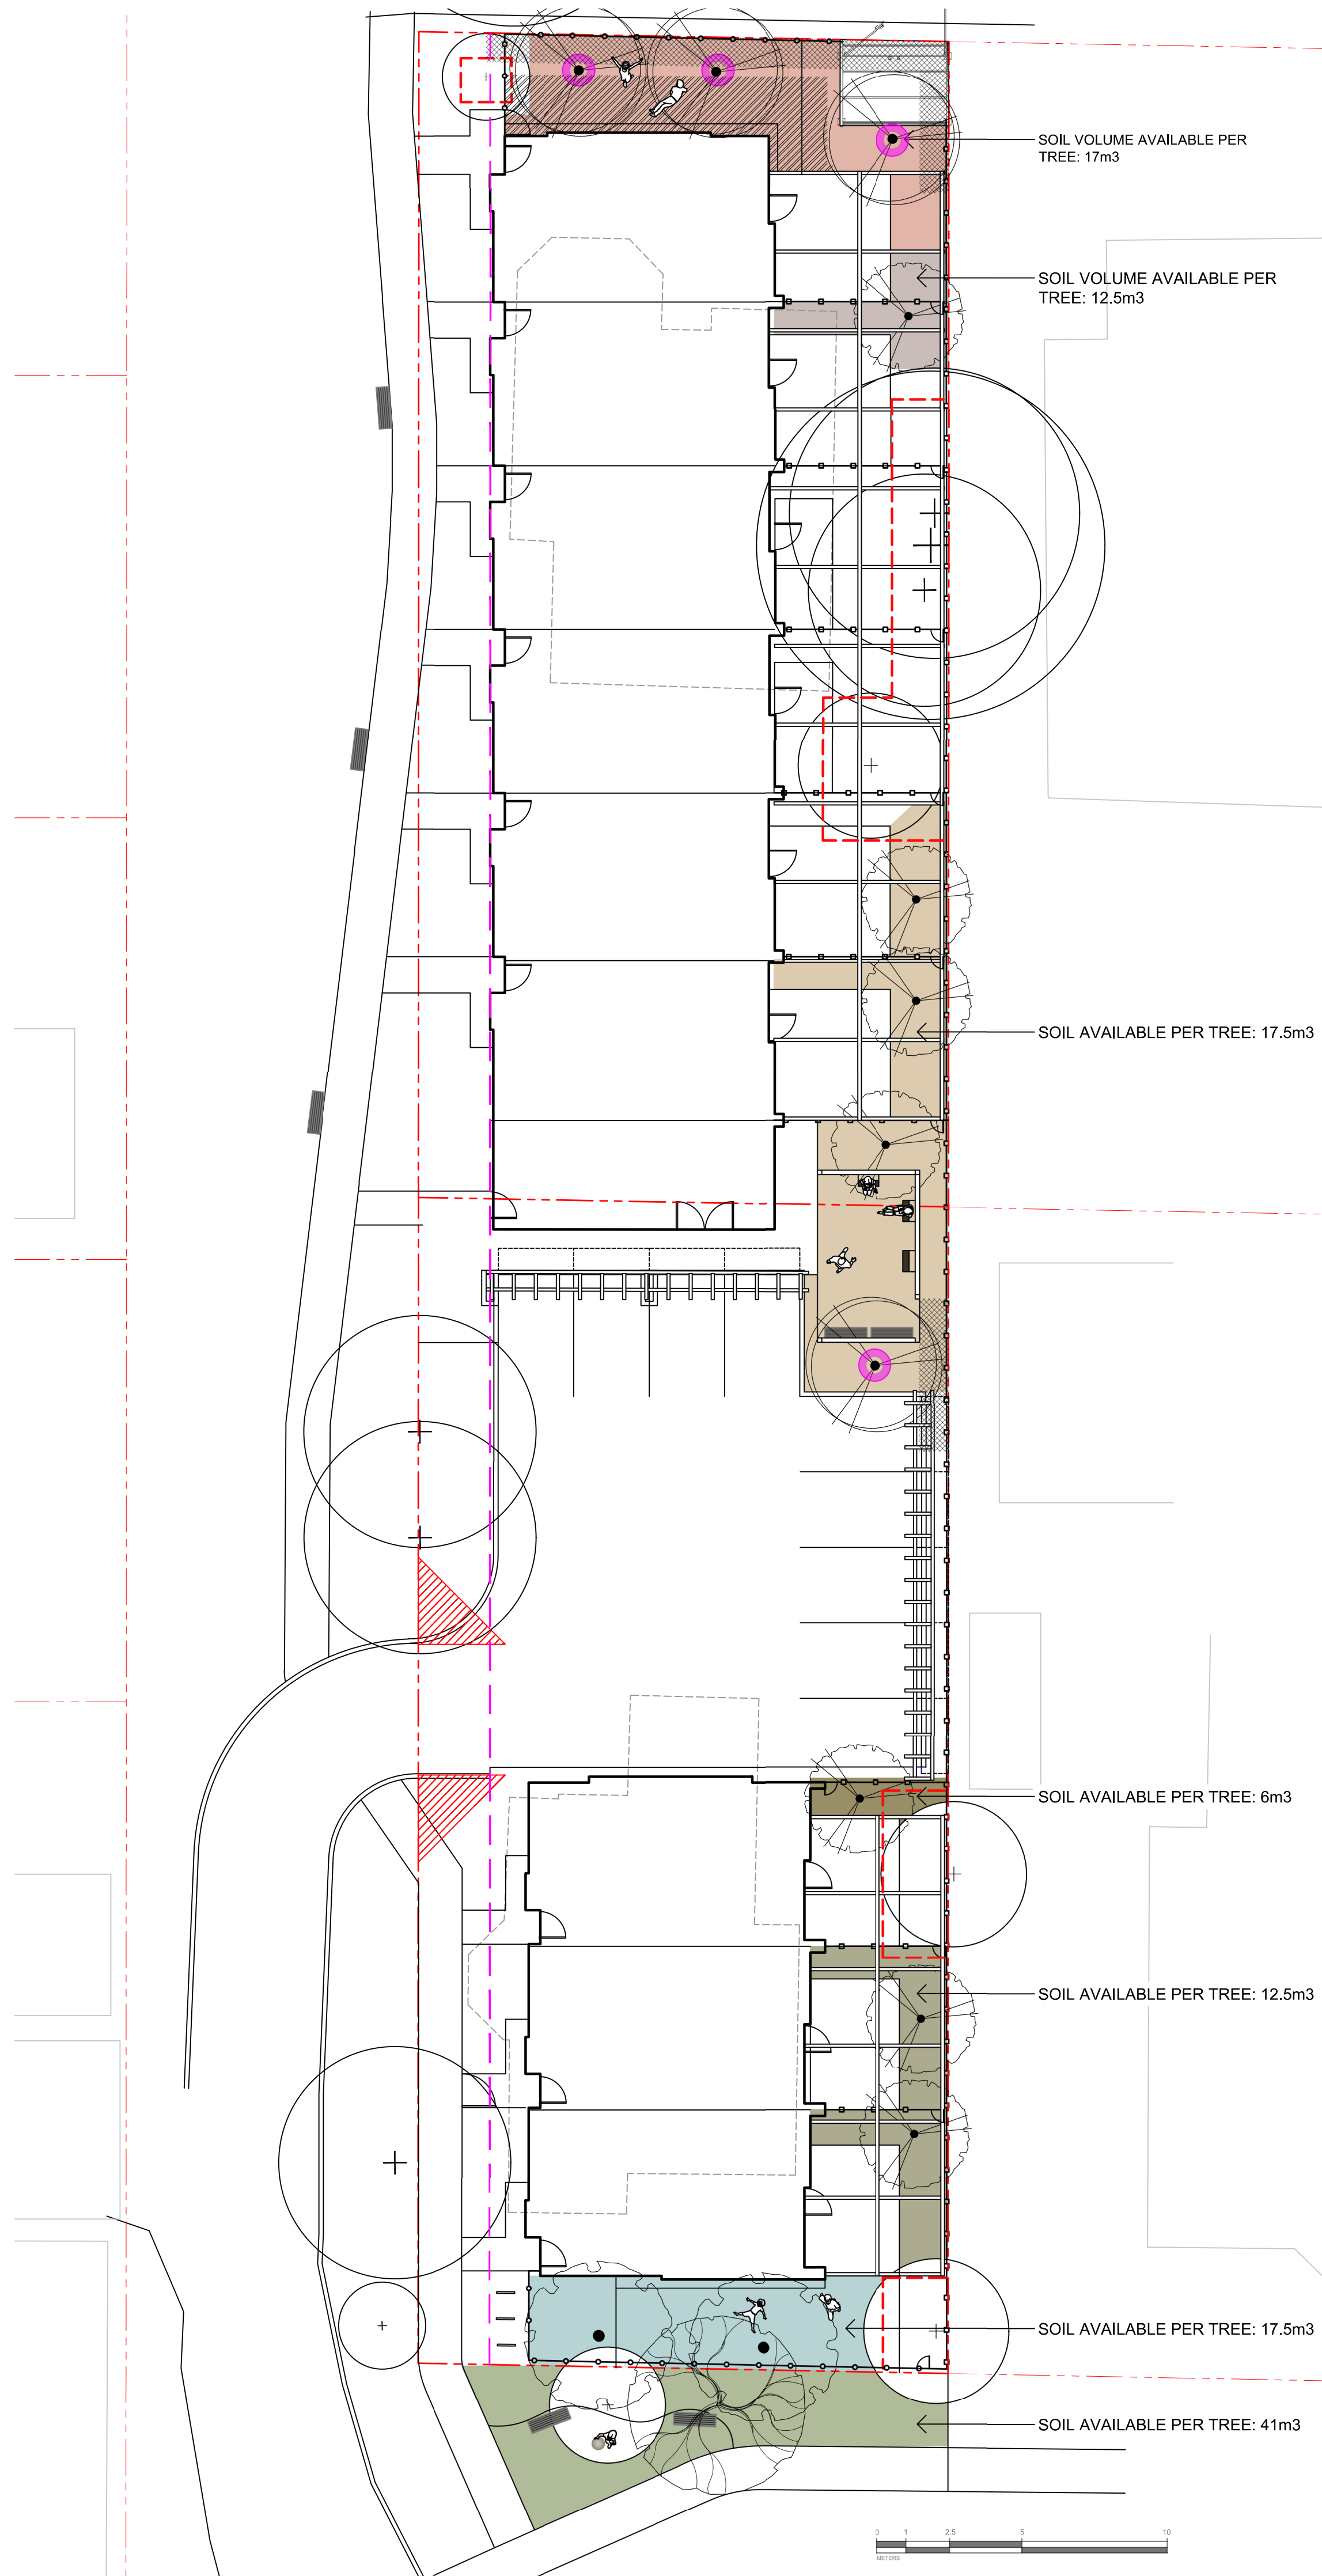 SOIL VOLUME AVAILABLE PER
TREE: 17m3
SOIL VOLUME AVAILABLE PER
TREE: 12.5m3
SOIL AVAILABLE PER TREE: 17.5m3
SOIL AVAILABLE PER TREE: 6m3
SOIL AVAILABLE PER TREE: 12.5m3
SOIL AVAILABLE PER TREE: 17.5m3
SOIL AVAILABLE PER TREE: 41m3
0 1 2.5 5 10
METERS